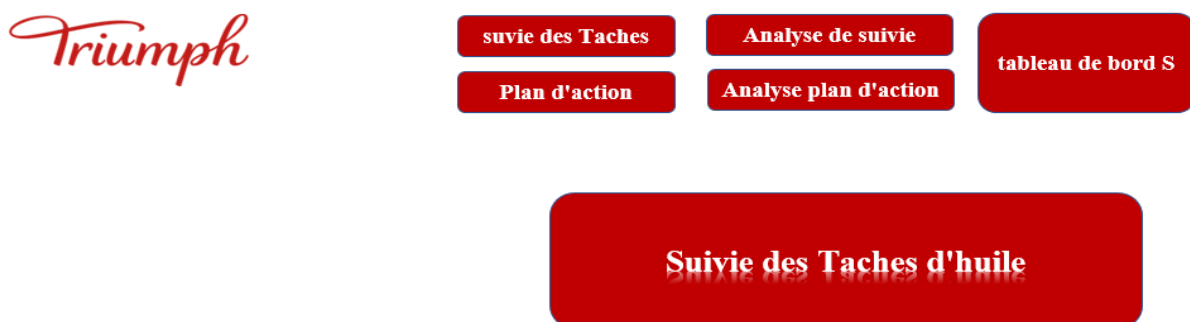 Triumph
suvie des Taches
Analyse de suivie
tableau de bord S
Plan d'action
Analyse plan d'action
Suivie des Taches d'huile